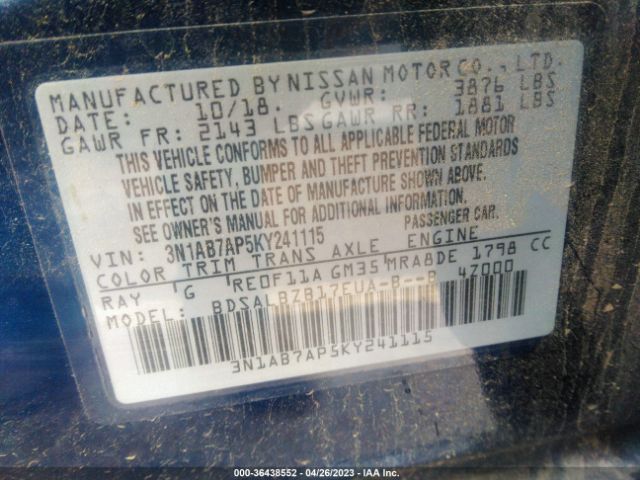 MANUFACTURED BY NISSAN MOTOR CO., LTD.
DATE: 10/18. GVWR: 3876 LBS
GAWR FR: 2143 LBS GAWR RR: 1881 LBS
THIS VEHICLE CONFORMS TO ALL APPLICABLE FEDERAL MOTOR
VEHICLE SAFETY, BUMPER AND THEFT PREVENTION STANDARDS
IN EFFECT ON THE DATE OF MANUFACTURE SHOWN ABOVE.
SEE OWNER'S MANUAL FOR MORE INFORMATION.
VIN: 3N1AB7AP5KY241115 PASSENGER CAR.
COLOR TRIM TRANS AXLE ENGINE
RAY G RE0F11A GM35 MRA8DE 1798 CC
MODEL: BDSALBZB17EUA-B--B 47000
3N1AB7AP5KY241115
000-36438552 - 04/26/2023 - IAA Inc.